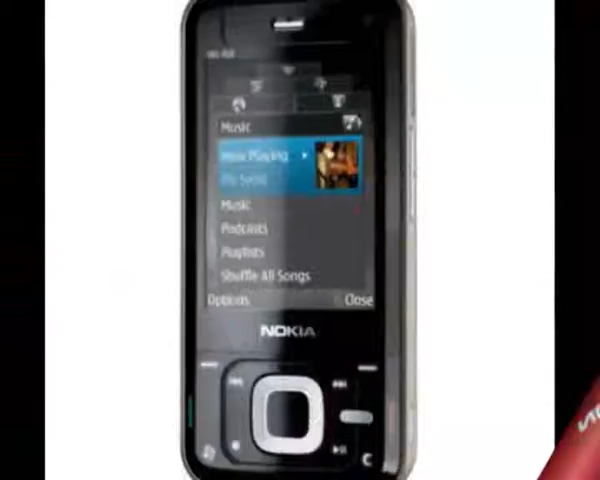 Music
Now Playing
Music
Podcasts
Playlists
Shuffle All Songs
Options Close
NOKIA
C